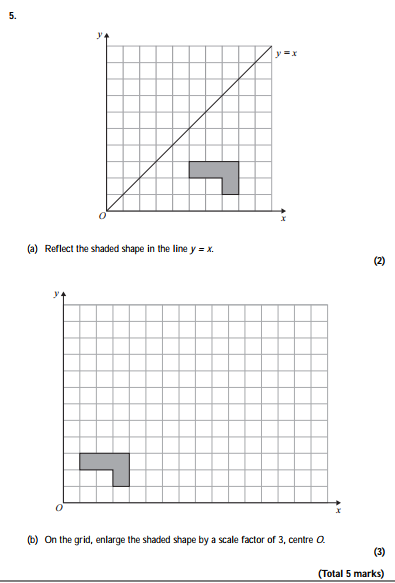 5.
y
y = x
O
x
(a) Reflect the shaded shape in the line y = x.
(2)
y
O
x
(b) On the grid, enlarge the shaded shape by a scale factor of 3, centre O.
(3)
(Total 5 marks)